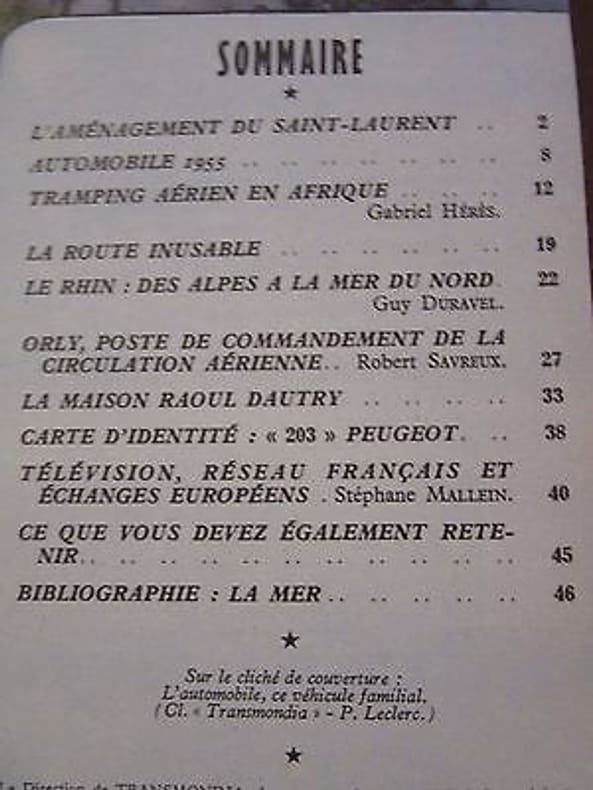 SOMMAIRE
★
L'AMÉNAGEMENT DU SAINT-LAURENT .. 2
AUTOMOBILE 1955 .. .. .. .. .. .. .. 8
TRAMPING AÉRIEN EN AFRIQUE .. .. .. 12
Gabriel HÉRÈS.
LA ROUTE INUSABLE .. .. .. .. .. .. 19
LE RHIN : DES ALPES A LA MER DU NORD. 22
Guy DURAVEL.
ORLY, POSTE DE COMMANDEMENT DE LA
CIRCULATION AÉRIENNE.. Robert SAVREUX. 27
LA MAISON RAOUL DAUTRY .. .. .. .. 33
CARTE D'IDENTITÉ : « 203 » PEUGEOT. .. 38
TÉLÉVISION, RÉSEAU FRANÇAIS ET
ÉCHANGES EUROPÉENS . Stéphane MALLEIN. 40
CE QUE VOUS DEVEZ ÉGALEMENT RETE-
NIR.. .. .. .. .. .. .. .. .. .. .. 45
BIBLIOGRAPHIE : LA MER .. .. .. .. .. 46
★
Sur le cliché de couverture :
L'automobile, ce véhicule familial.
(Cl. « Transmondia » - P. Leclerc.)
★
La Direction de TRANSMONDIA